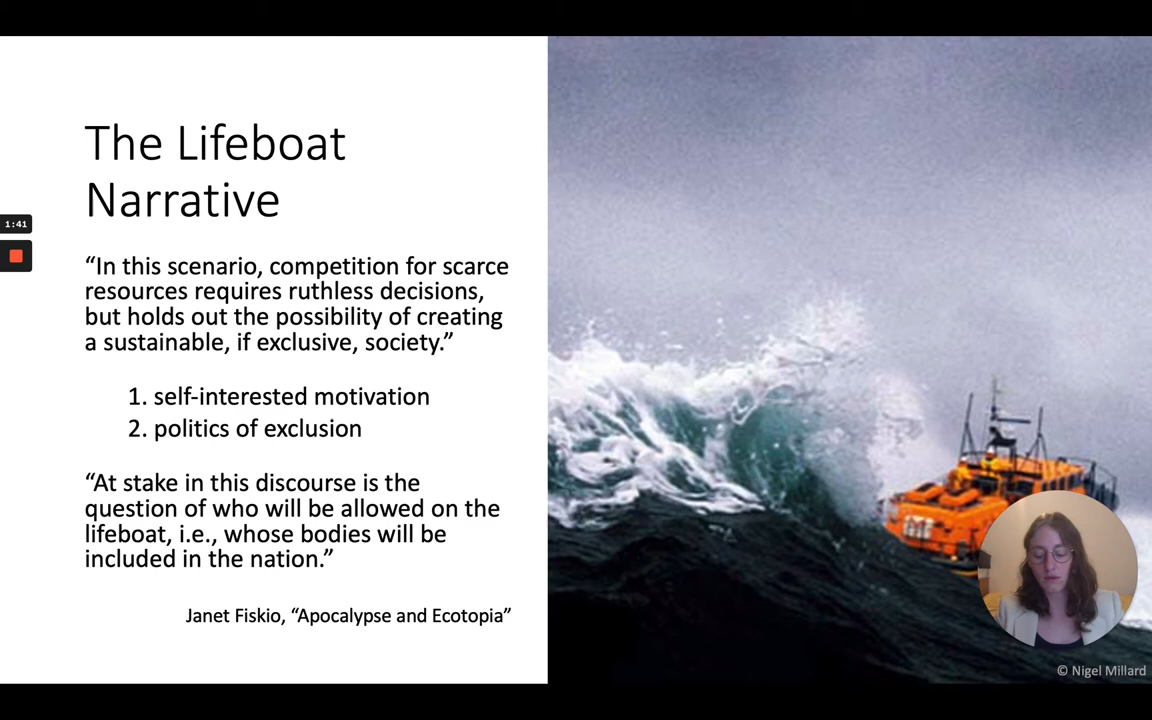 The Lifeboat
Narrative
1:41
“In this scenario, competition for scarce
resources requires ruthless decisions,
but holds out the possibility of creating
a sustainable, if exclusive, society.”
1. self-interested motivation
2. politics of exclusion
“At stake in this discourse is the
question of who will be allowed on the
lifeboat, i.e., whose bodies will be
included in the nation.”
Janet Fiskio, “Apocalypse and Ecotopia”
© Nigel Millard